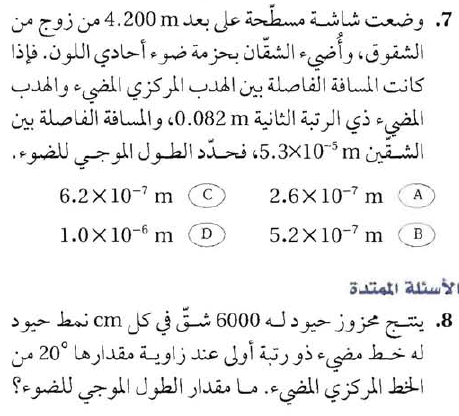 7. وضعت شاشة مسطّحة على بعد 4.200 m من زوج من
الشقوق، وأُضيء الشقّان بحزمة ضوء أحادي اللون. فإذا
كانت المسافة الفاصلة بين الهدب المركزي المضيء والهدب
المضيء ذي الرتبة الثانية 0.082 m، والمسافة الفاصلة بين
الشقّين 5.3×10⁻⁵ m، فحدّد الطول الموجي للضوء.
A 2.6×10⁻⁷ m C 6.2×10⁻⁷ m
B 5.2×10⁻⁷ m D 1.0×10⁻⁶ m
الأسئلة الممتدة
8. ينتج محزوز حيود له 6000 شقّ في كل cm نمط حيود
له خط مضيء ذو رتبة أولى عند زاوية مقدارها 20° من
الخط المركزي المضيء. ما مقدار الطول الموجي للضوء؟